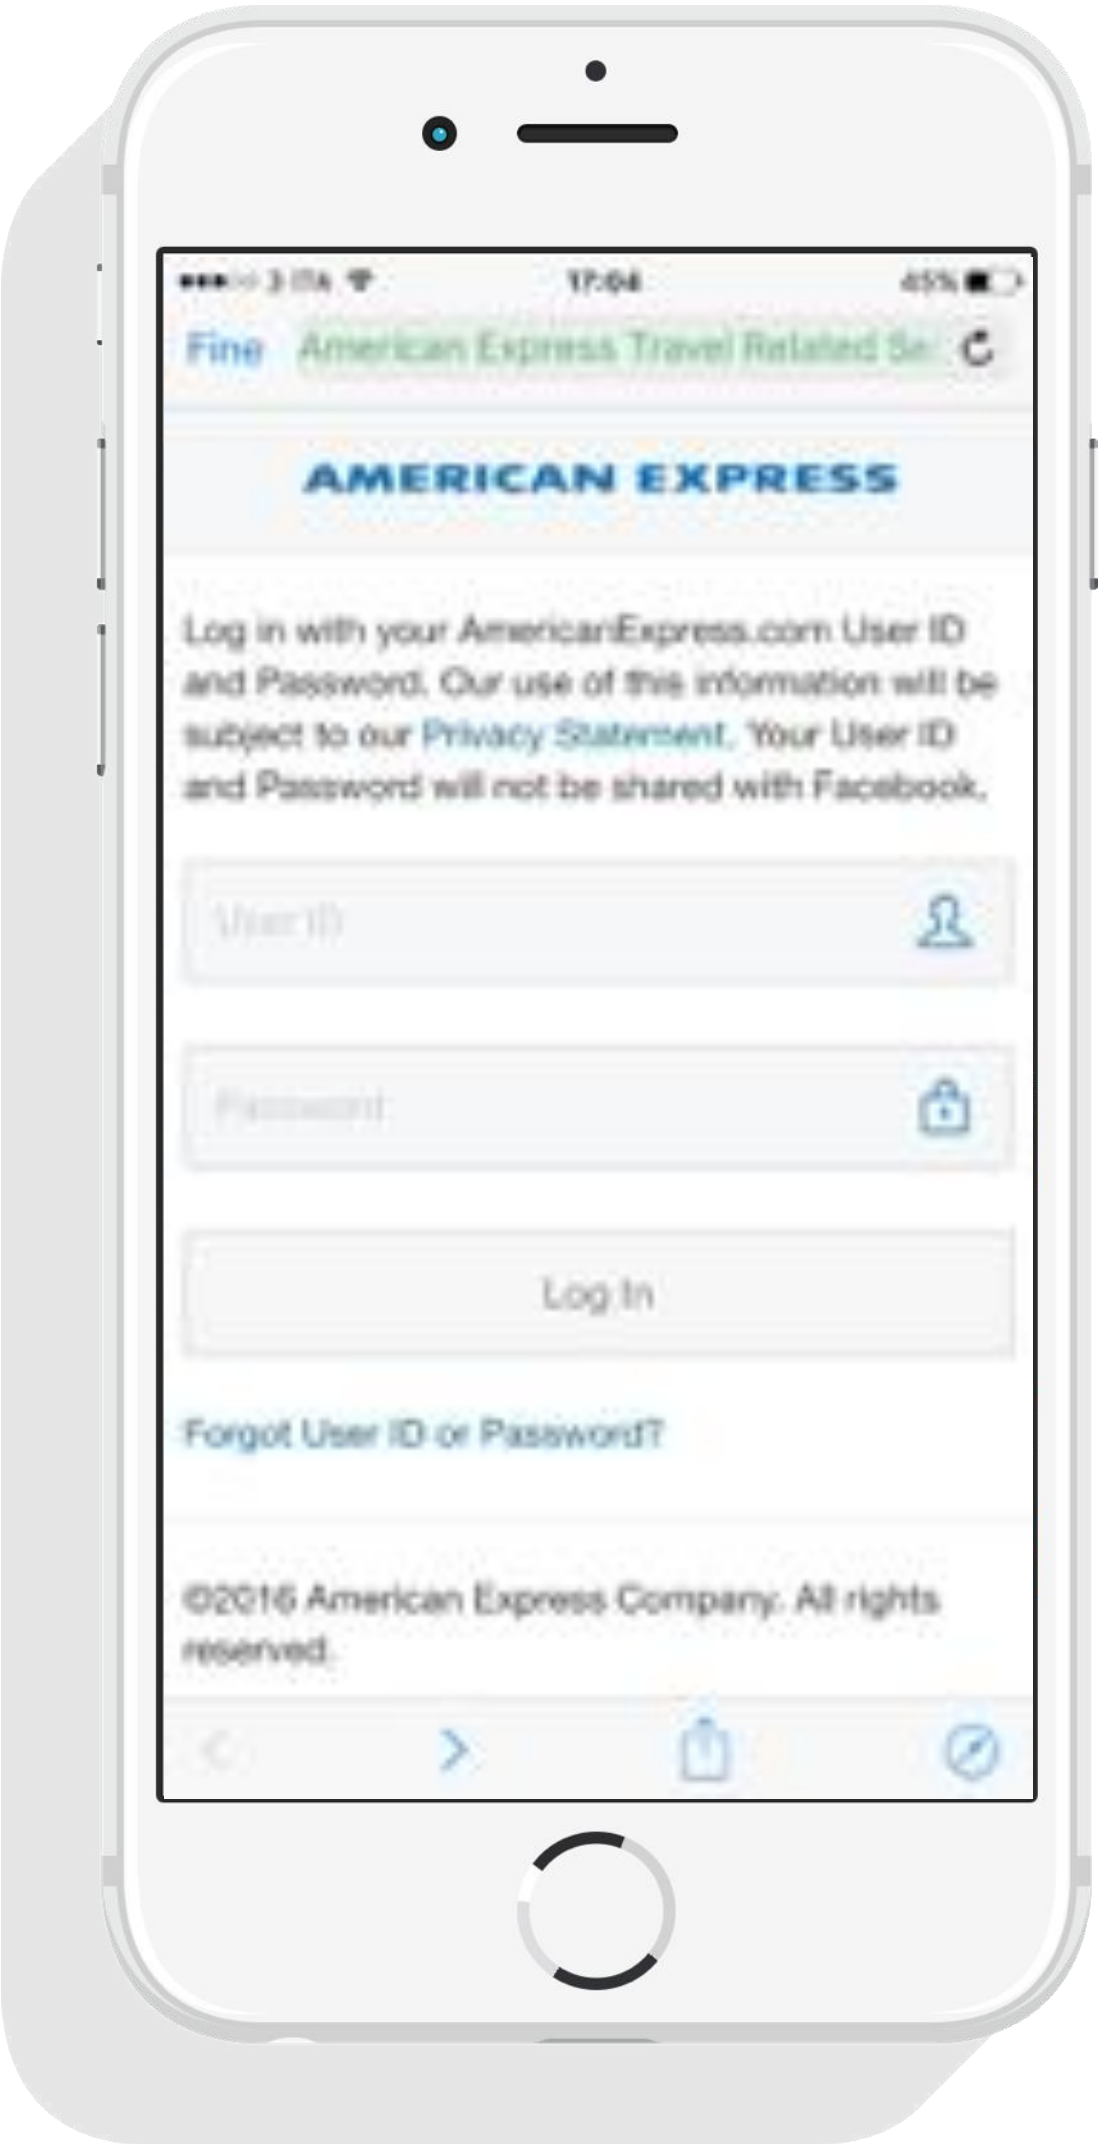 3 ITA 17:04 45%
Fine American Express Travel Related Se
AMERICAN EXPRESS
Log in with your AmericanExpress.com User ID
and Password. Our use of this information will be
subject to our Privacy Statement. Your User ID
and Password will not be shared with Facebook.
User ID
Password
Log In
Forgot User ID or Password?
©2016 American Express Company. All rights
reserved.